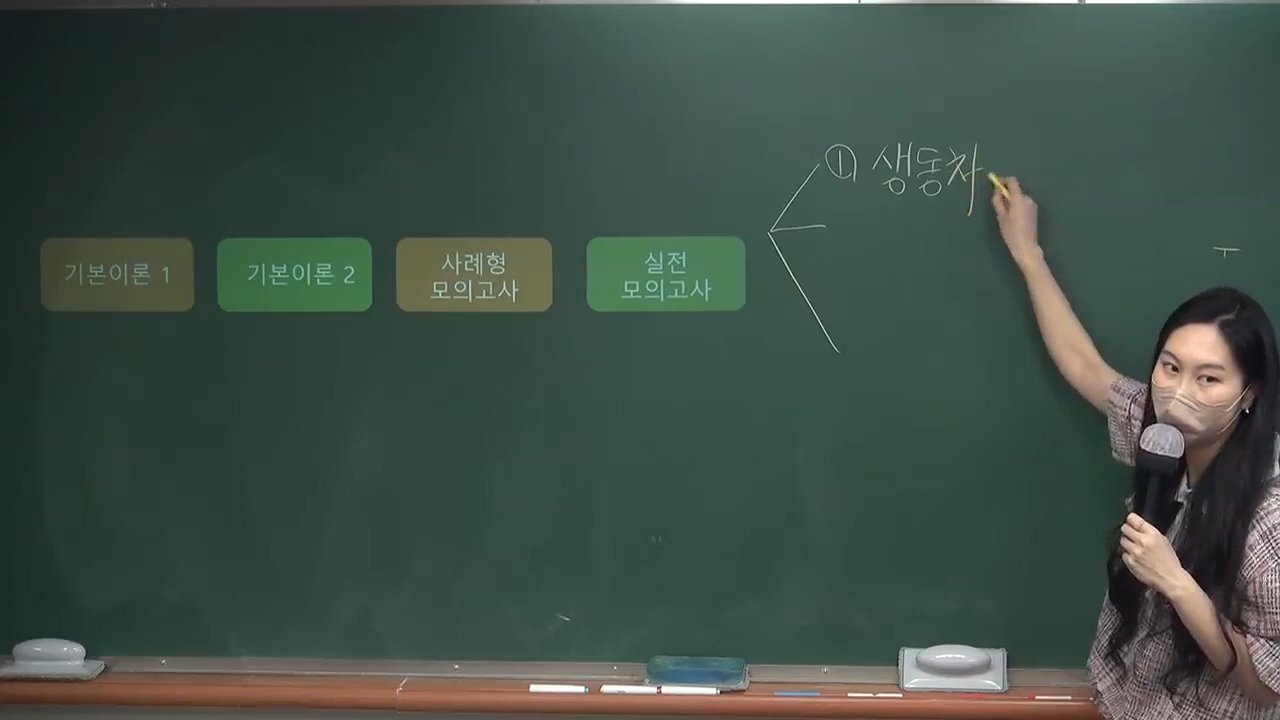 기본이론 1
기본이론 2
사례형
모의고사
실전
모의고사
① 생동차